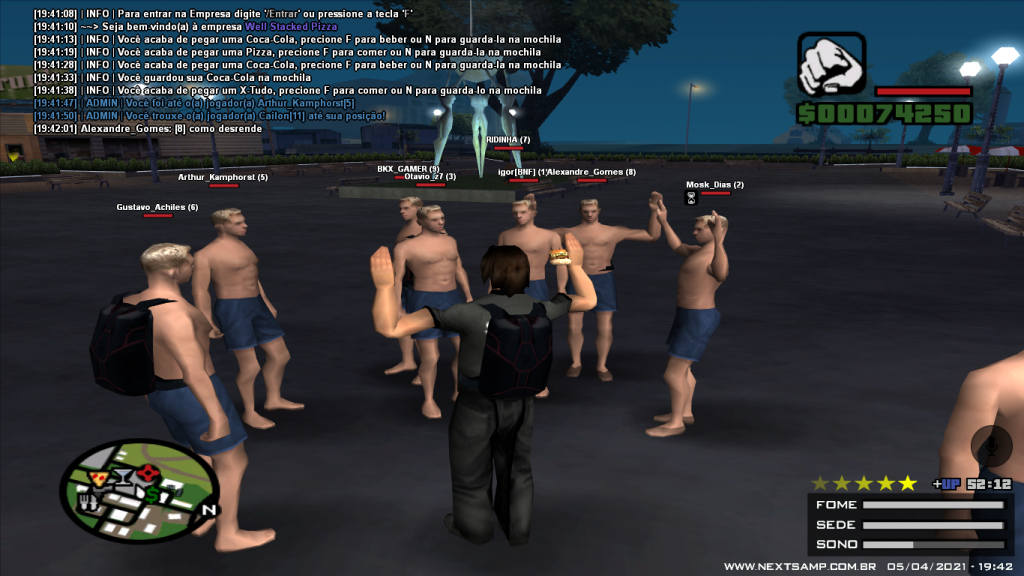 [19:41:08] | INFO | Para entrar na Empresa digite '/Entrar' ou pressione a tecla 'F'
[19:41:10] ~~> Seja bem-vindo(a) à empresa Well Stacked Pizza
[19:41:13] | INFO | Você acaba de pegar uma Coca-Cola, precione F para beber ou N para guarda-la na mochila
[19:41:19] | INFO | Você acaba de pegar uma Pizza, precione F para comer ou N para guarda-la na mochila
[19:41:28] | INFO | Você acaba de pegar uma Coca-Cola, precione F para beber ou N para guarda-la na mochila
[19:41:33] | INFO | Você guardou sua Coca-Cola na mochila
[19:41:38] | INFO | Você acaba de pegar um X-Tudo, precione F para comer ou N para guarda-la na mochila
[19:41:47] | ADMIN | Você foi até o(a) jogador(a) Arthur_Kamphorst[5]
[19:41:50] | ADMIN | Você trouxe o(a) jogador(a) Cailon[11] até sua posição!
[19:42:01] Alexandre_Gomes: [8] como desrende
$00074250
RIDINHA (7)
BKX_GAMER (9)
Otavio_z7 (3)
igor[BNF] (1)
Alexandre_Gomes (8)
Arthur_Kamphorst (5)
Mosk_Dias (2)
Gustavo_Achiles (6)
N
+UP 52:12
FOME
SEDE
SONO
WWW.NEXTSAMP.COM.BR 05/04/2021 - 19:42